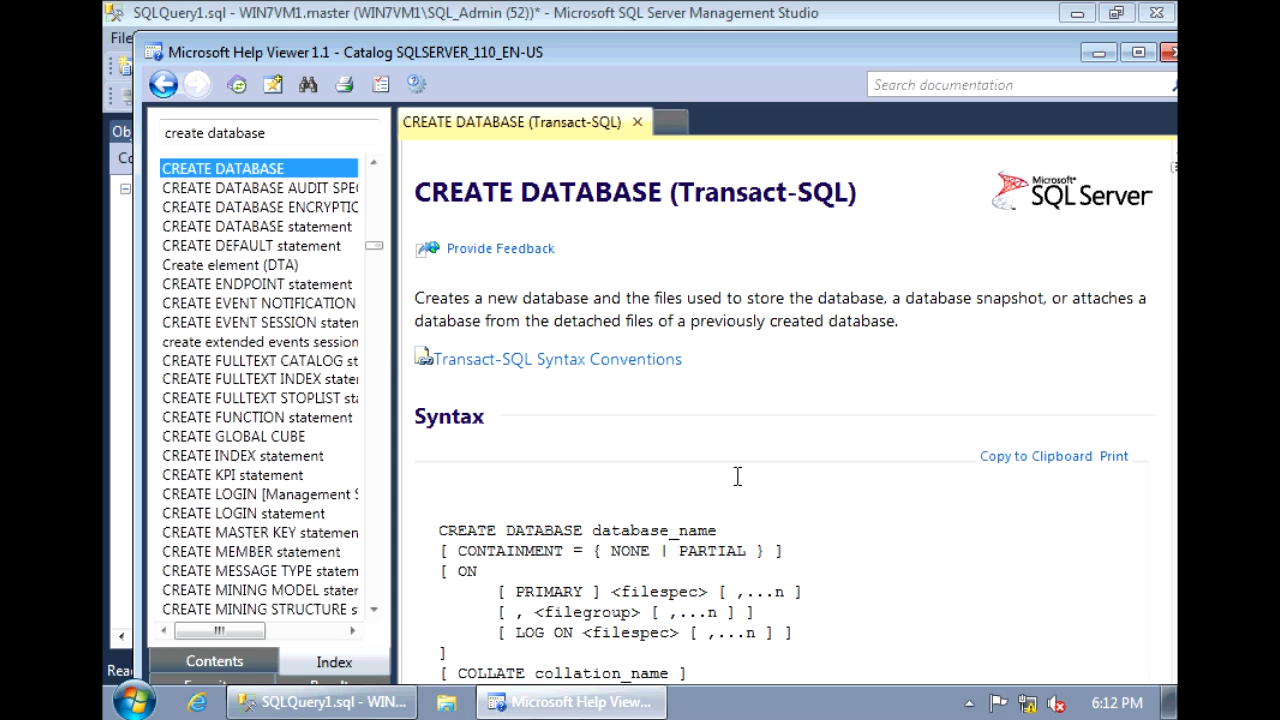 SQLQuery1.sql - WIN7VM1.master (WIN7VM1\SQL_Admin (52))* - Microsoft SQL Server Management Studio
File
Microsoft Help Viewer 1.1 - Catalog SQLSERVER_110_EN-US
Search documentation
create database
CREATE DATABASE (Transact-SQL)
CREATE DATABASE
CREATE DATABASE AUDIT SPE
CREATE DATABASE ENCRYPTIC
CREATE DATABASE statement
CREATE DEFAULT statement
Create element (DTA)
CREATE ENDPOINT statement
CREATE EVENT NOTIFICATION
CREATE EVENT SESSION statem
create extended events session
CREATE FULLTEXT CATALOG st
CREATE FULLTEXT INDEX stater
CREATE FULLTEXT STOPLIST sta
CREATE FUNCTION statement
CREATE GLOBAL CUBE
CREATE INDEX statement
CREATE KPI statement
CREATE LOGIN [Management S
CREATE LOGIN statement
CREATE MASTER KEY statemen
CREATE MEMBER statement
CREATE MESSAGE TYPE statem
CREATE MINING MODEL stater
CREATE MINING STRUCTURE s
Contents
Index
CREATE DATABASE (Transact-SQL)
Microsoft SQL Server
Provide Feedback
Creates a new database and the files used to store the database, a database snapshot, or attaches a
database from the detached files of a previously created database.
Transact-SQL Syntax Conventions
Syntax
Copy to Clipboard Print
CREATE DATABASE database_name
[ CONTAINMENT = { NONE | PARTIAL } ]
[ ON
[ PRIMARY ] <filespec> [ ,...n ]
[ , <filegroup> [ ,...n ] ]
[ LOG ON <filespec> [ ,...n ] ]
]
[ COLLATE collation_name ]
SQLQuery1.sql - WIN...
Microsoft Help View...
6:12 PM